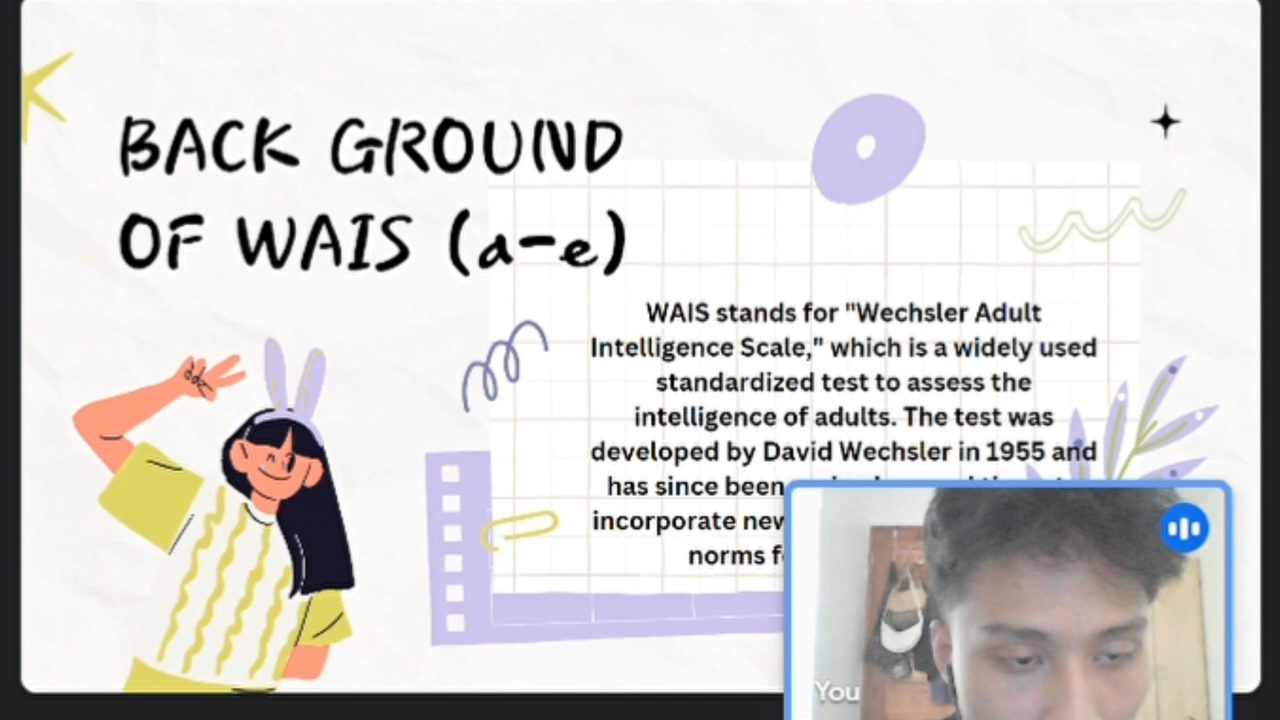 BACK GROUND
OF WAIS (a-e)
WAIS stands for "Wechsler Adult
Intelligence Scale," which is a widely used
standardized test to assess the
intelligence of adults. The test was
developed by David Wechsler in 1955 and
has since been
incorporate new
norms
You